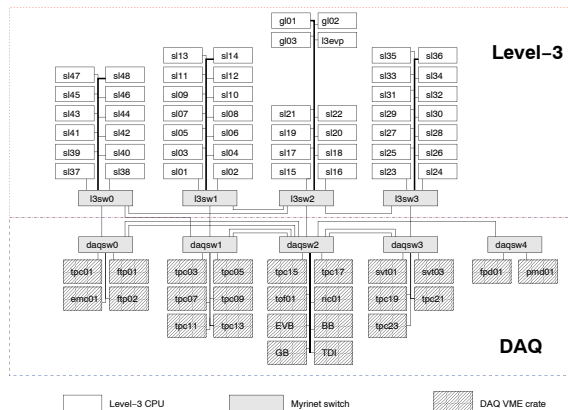 gl01 gl02
gl03 l3evp
Level−3
sl13 sl14
sl35 sl36
sl47 sl48
sl11 sl12
sl33 sl34
sl45 sl46
sl09 sl10
sl31 sl32
sl43 sl44
sl07 sl08
sl21 sl22
sl29 sl30
sl41 sl42
sl05 sl06
sl19 sl20
sl27 sl28
sl39 sl40
sl03 sl04
sl17 sl18
sl25 sl26
sl37 sl38
sl01 sl02
sl15 sl16
sl23 sl24
l3sw0 l3sw1 l3sw2 l3sw3
daqsw0 daqsw1 daqsw2 daqsw3 daqsw4
tpc01 ftp01 tpc03 tpc05 tpc15 tpc17 svt01 svt03 fpd01 pmd01
emc01 ftp02 tpc07 tpc09 tof01 ric01 tpc19 tpc21
tpc11 tpc13 EVB BB tpc23
GB TDI
DAQ
Level−3 CPU
Myrinet switch
DAQ VME crate